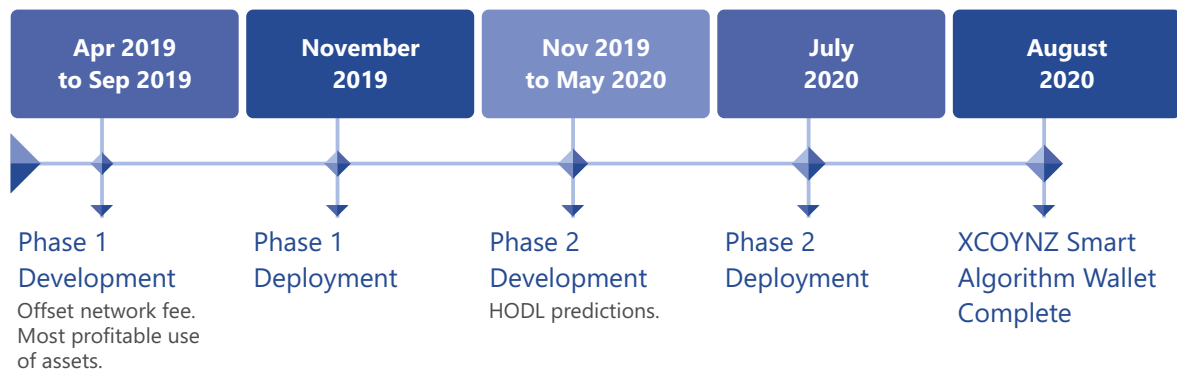 Apr 2019
to Sep 2019
November
2019
Nov 2019
to May 2020
July
2020
August
2020
Phase 1
Development
Offset network fee.
Most profitable use
of assets.
Phase 1
Deployment
Phase 2
Development
HODL predictions.
Phase 2
Deployment
XCOYNZ Smart
Algorithm Wallet
Complete